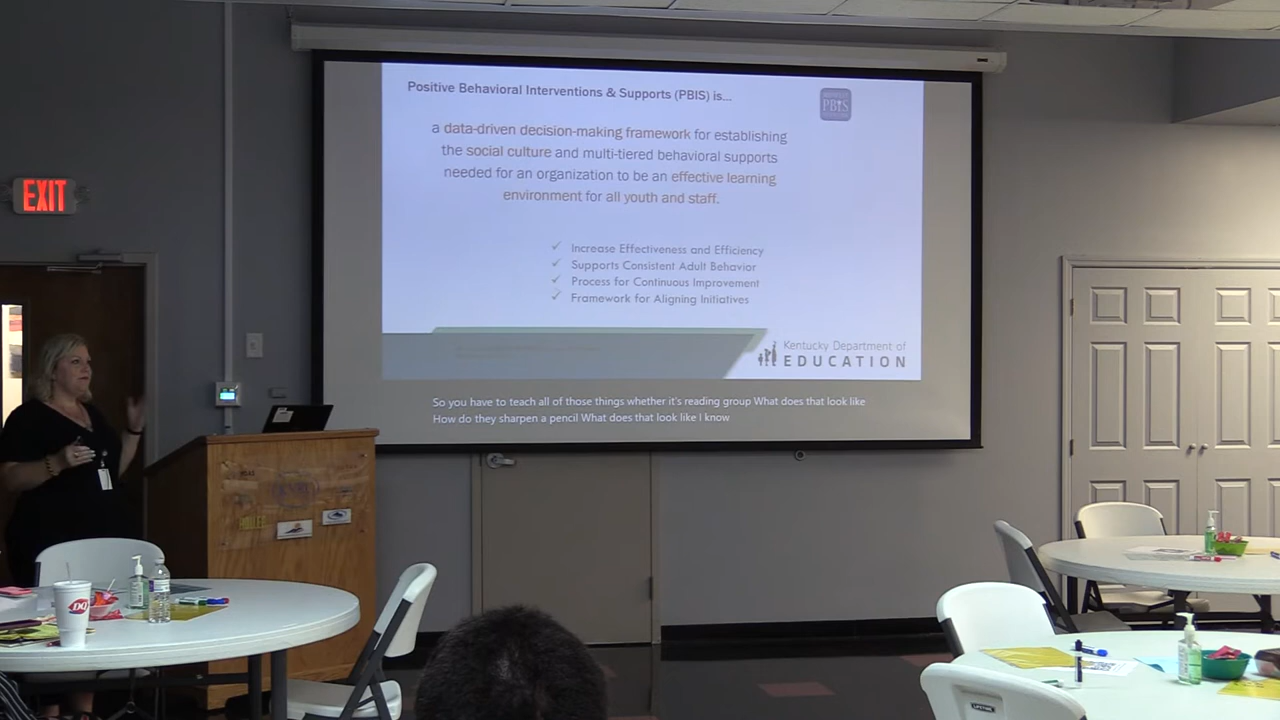 Positive Behavioral Interventions & Supports (PBIS) is...
PBIS
a data-driven decision-making framework for establishing
the social culture and multi-tiered behavioral supports
needed for an organization to be an effective learning
environment for all youth and staff.
✓ Increase Effectiveness and Efficiency
✓ Supports Consistent Adult Behavior
✓ Process for Continuous Improvement
✓ Framework for Aligning Initiatives
Kentucky Department of
EDUCATION
So you have to teach all of those things whether it's reading group What does that look like
How do they sharpen a pencil What does that look like I know
EXIT
DQ
LIFETIME